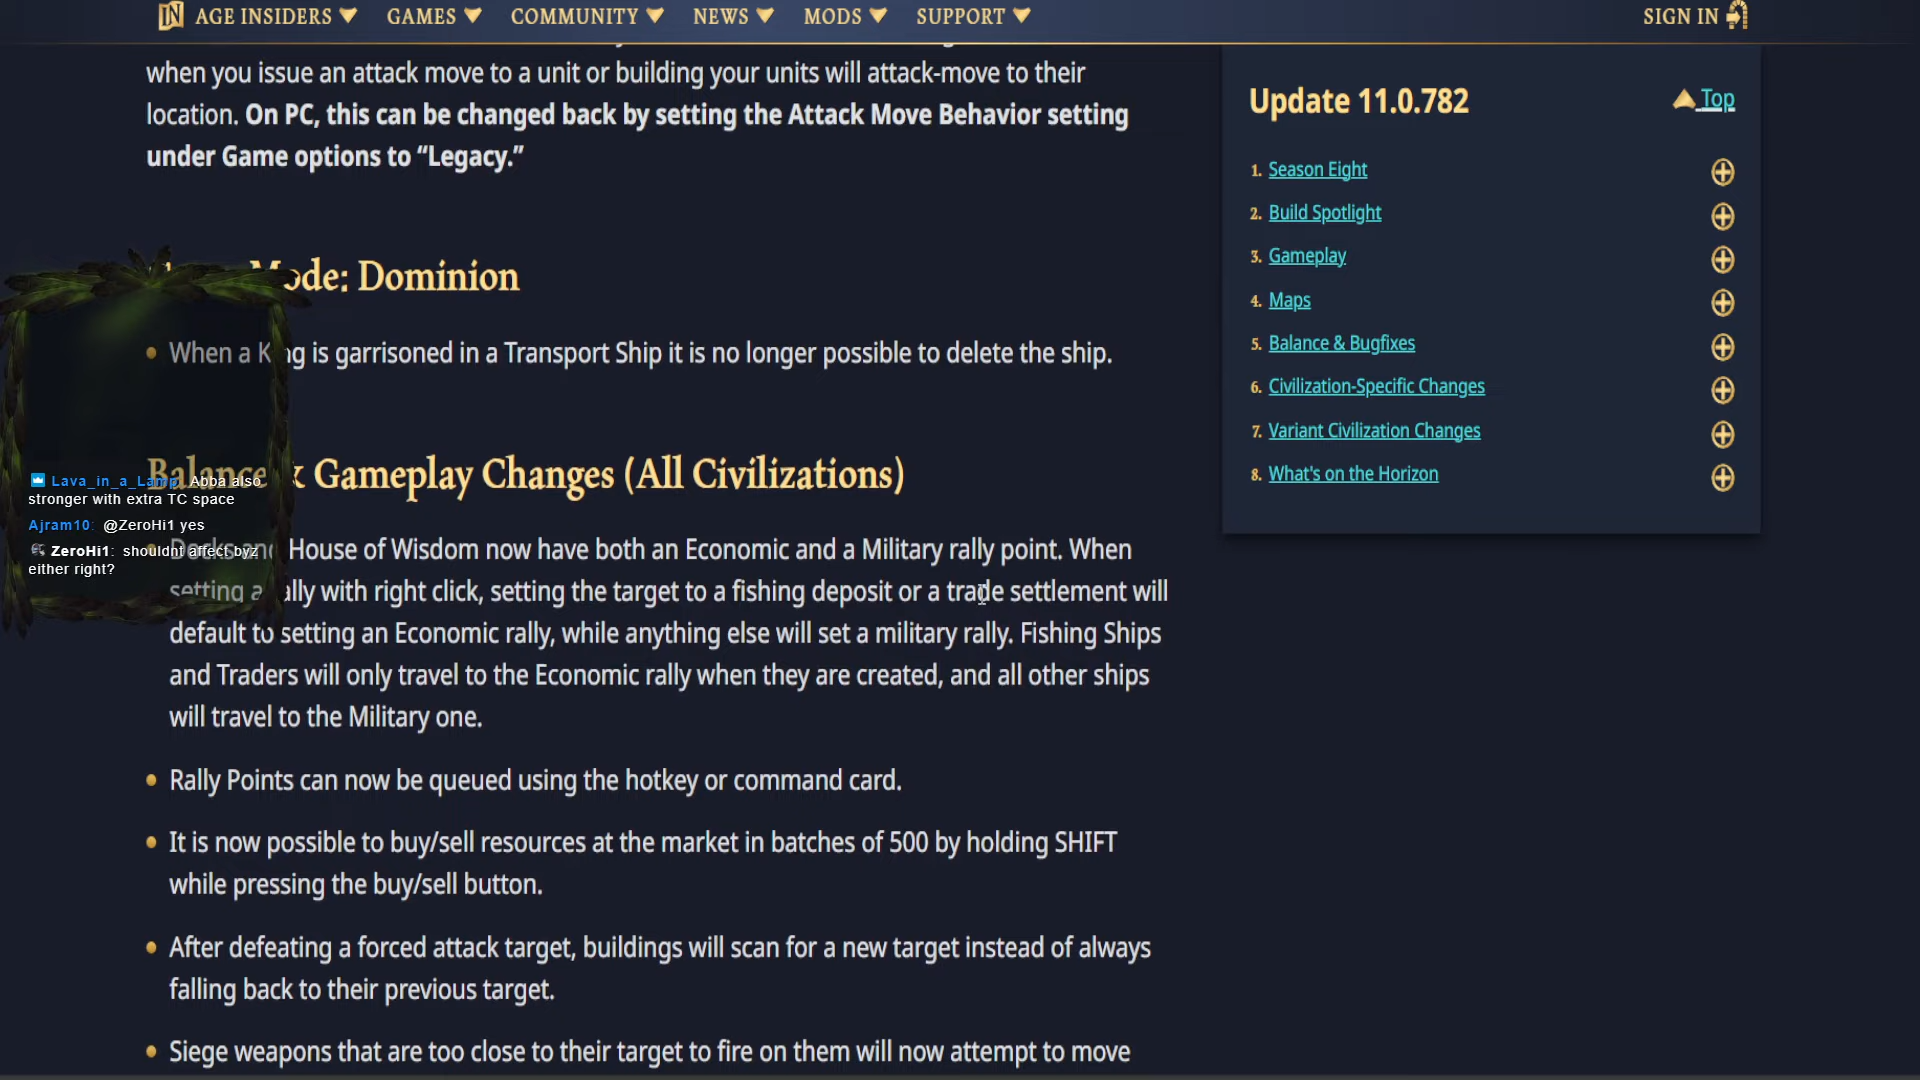 AGE INSIDERS GAMES COMMUNITY NEWS MODS SUPPORT SIGN IN
when you issue an attack move to a unit or building your units will attack-move to their
location. On PC, this can be changed back by setting the Attack Move Behavior setting
under Game options to “Legacy.”
Mode: Dominion
When a King is garrisoned in a Transport Ship it is no longer possible to delete the ship.
Balance & Gameplay Changes (All Civilizations)
Docks and House of Wisdom now have both an Economic and a Military rally point. When
setting a rally with right click, setting the target to a fishing deposit or a trade settlement will
default to setting an Economic rally, while anything else will set a military rally. Fishing Ships
and Traders will only travel to the Economic rally when they are created, and all other ships
will travel to the Military one.
Rally Points can now be queued using the hotkey or command card.
It is now possible to buy/sell resources at the market in batches of 500 by holding SHIFT
while pressing the buy/sell button.
After defeating a forced attack target, buildings will scan for a new target instead of always
falling back to their previous target.
Siege weapons that are too close to their target to fire on them will now attempt to move
Lava_in_a_Lamp: Abba also
stronger with extra TC space
Ajram10: @ZeroHi1 yes
ZeroHi1: shouldnt affect byz
either right?
Update 11.0.782 Top
1. Season Eight
2. Build Spotlight
3. Gameplay
4. Maps
5. Balance & Bugfixes
6. Civilization-Specific Changes
7. Variant Civilization Changes
8. What's on the Horizon